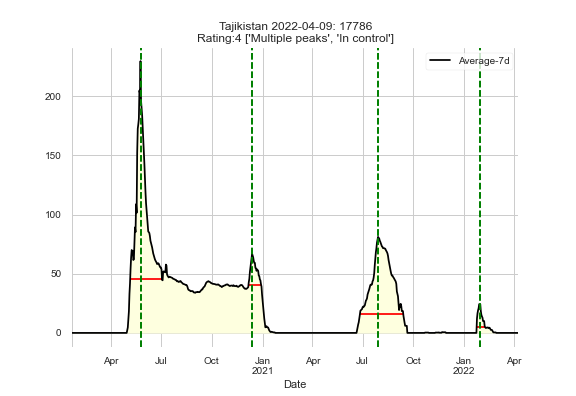 Tajikistan 2022-04-09: 17786
Rating:4 ['Multiple peaks', 'In control']
Average-7d
200
150
100
50
0
Apr Jul Oct Jan Apr Jul Oct Jan Apr
2021 2022
Date